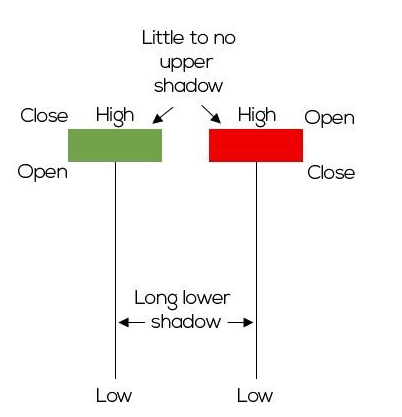 Little to no
upper
shadow
Close High High Open
Open Close
Long lower
shadow
Low Low